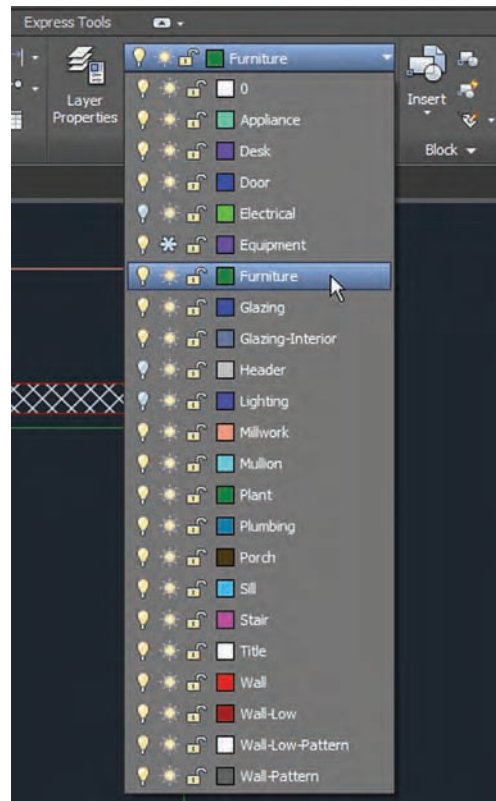 Express Tools
Layer
Properties
Furniture
Insert
Block
0
Appliance
Desk
Door
Electrical
Equipment
Furniture
Glazing
Glazing-Interior
Header
Lighting
Millwork
Mullion
Plant
Plumbing
Porch
Sill
Stair
Title
Wall
Wall-Low
Wall-Low-Pattern
Wall-Pattern